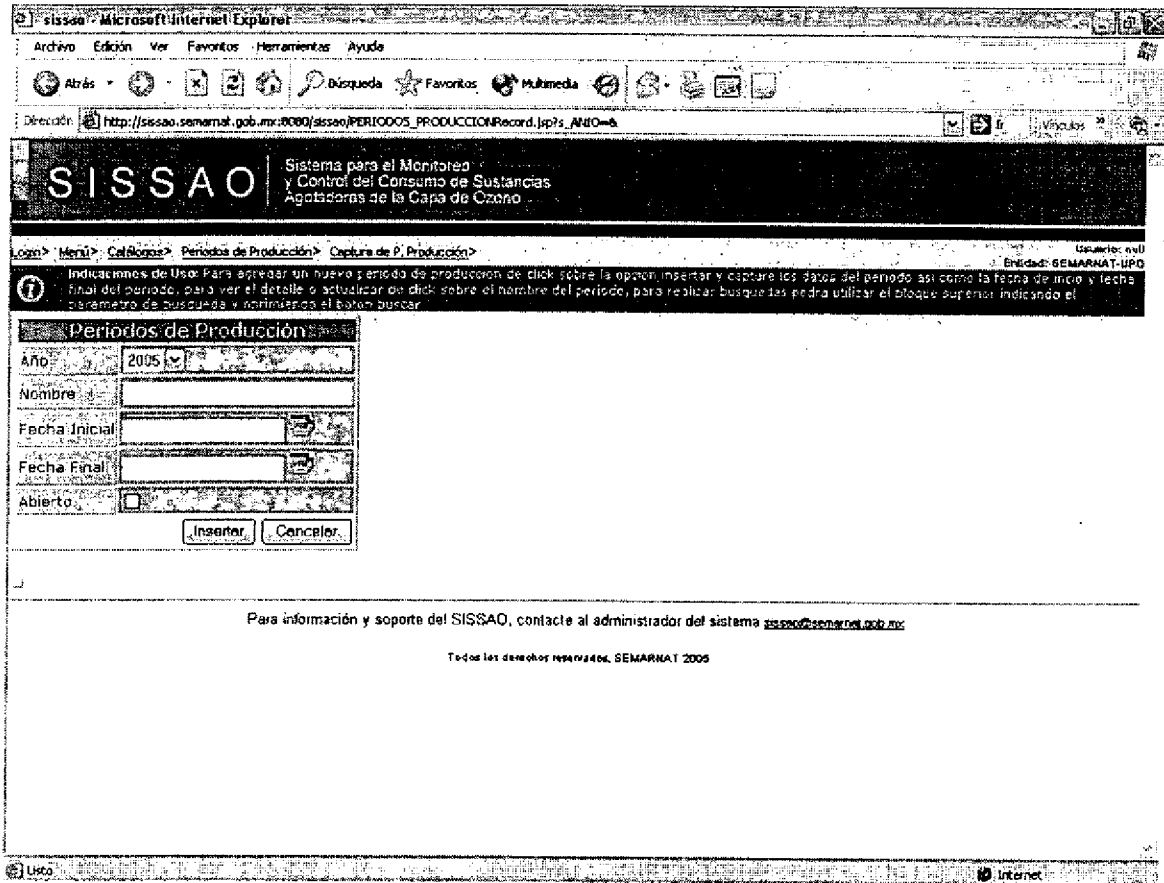 sissao - Microsoft Internet Explorer
Archivo Edición Ver Favoritos Herramientas Ayuda
Atrás Búsqueda Favoritos Multimedia
Dirección http://sissao.semarnat.gob.mx:8080/sissao/PERIODOS_PRODUCCIONRecord.jsp?s_ANIO=& Ir Vínculos »
SISSAO
Sistema para el Monitoreo
y Control del Consumo de Sustancias
Agotadoras de la Capa de Ozono
Login> Menú> Catálogos> Periodos de Producción> Captura de P. Producción>
Usuario: null
Entidad: SEMARNAT-UPO
Indicaciones de Uso: Para agregar un nuevo periodo de producción de click sobre la opcion insertar y capture los datos del periodo asi como la fecha de inicio y fecha
final del periodo, para ver el detalle o actualizar de click sobre el nombre del periodo, para realizar busquedas podra utilizar el bloque superior indicando el
parametro de busqueda y oprimiendo el boton buscar
Periodos de Producción
Año 2005
Nombre
Fecha Inicial
Fecha Final
Abierto
Insertar Cancelar
Para información y soporte del SISSAO, contacte al administrador del sistema sissao@semarnat.gob.mx
Todos los derechos reservados, SEMARNAT 2005
Listo Internet